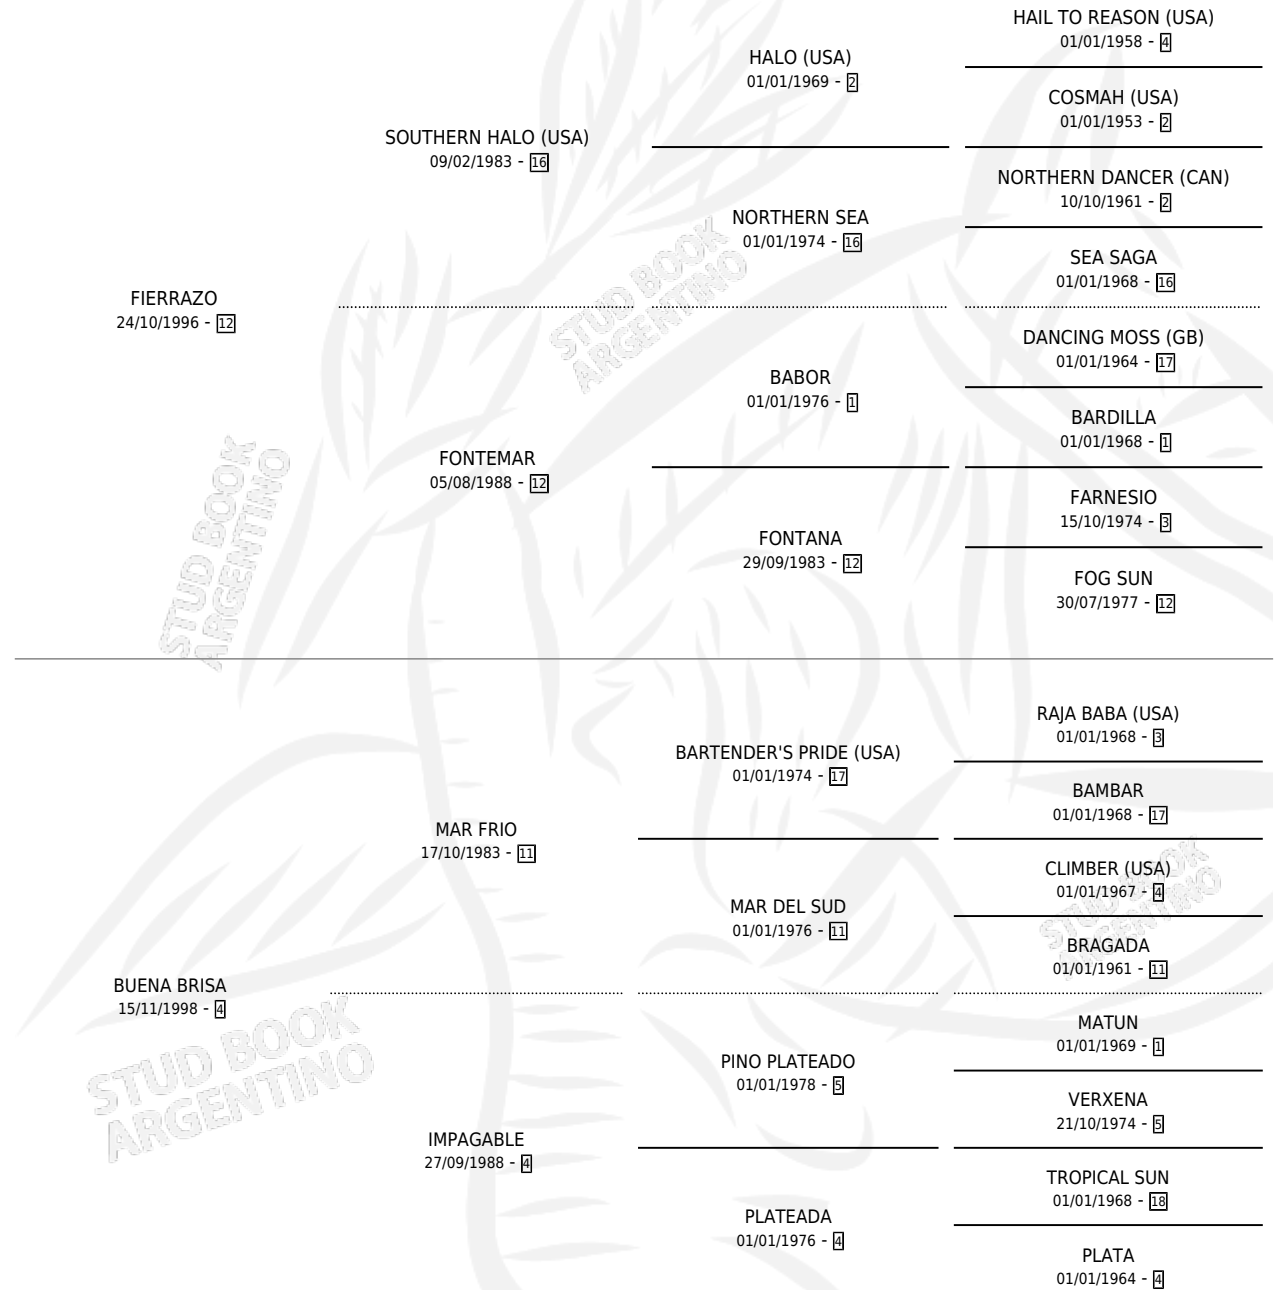 HAIL TO REASON (USA)
01/01/1958 - 4
HALO (USA)
01/01/1969 - 2
COSMAH (USA)
01/01/1953 - 2
SOUTHERN HALO (USA)
09/02/1983 - 16
NORTHERN DANCER (CAN)
10/10/1961 - 2
NORTHERN SEA
01/01/1974 - 16
SEA SAGA
01/01/1968 - 16
FIERRAZO
24/10/1996 - 12
DANCING MOSS (GB)
01/01/1964 - 17
BABOR
01/01/1976 - 1
BARDILLA
01/01/1968 - 1
FONTEMAR
05/08/1988 - 12
FARNESIO
15/10/1974 - 3
FONTANA
29/09/1983 - 12
FOG SUN
30/07/1977 - 12
STUD BOOK
ARGENTINO
STUD BOOK
ARGENTINO
RAJA BABA (USA)
01/01/1968 - 3
BARTENDER'S PRIDE (USA)
01/01/1974 - 17
BAMBAR
01/01/1968 - 17
MAR FRIO
17/10/1983 - 11
CLIMBER (USA)
01/01/1967 - 4
MAR DEL SUD
01/01/1976 - 11
BRAGADA
01/01/1961 - 11
BUENA BRISA
15/11/1998 - 4
MATUN
01/01/1969 - 1
PINO PLATEADO
01/01/1978 - 5
VERXENA
21/10/1974 - 5
IMPAGABLE
27/09/1988 - 4
TROPICAL SUN
01/01/1968 - 18
PLATEADA
01/01/1976 - 4
PLATA
01/01/1964 - 4
STUD BOOK
ARGENTINO
STUD BOOK
ARGENTINO